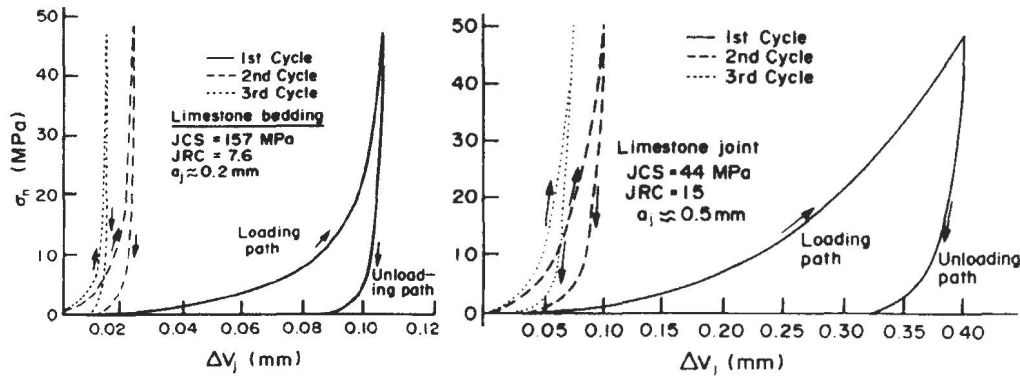 σn (MPa)
50
40
30
20
10
0
— 1st Cycle
--- 2nd Cycle
······ 3rd Cycle
Limestone bedding
JCS = 157 MPa
JRC = 7.6
aj ≈ 0.2 mm
Loading
path
Unload-
ing path
0.02
0.04
0.06
0.08
0.10
0.12
ΔVj (mm)
50
40
30
20
10
0
— 1st Cycle
--- 2nd Cycle
······ 3rd Cycle
Limestone joint
JCS = 44 MPa
JRC = 15
aj ≈ 0.5 mm
Loading
path
Unloading
path
0.05
0.10
0.15
0.20
0.25
0.30
0.35
0.40
ΔVj (mm)